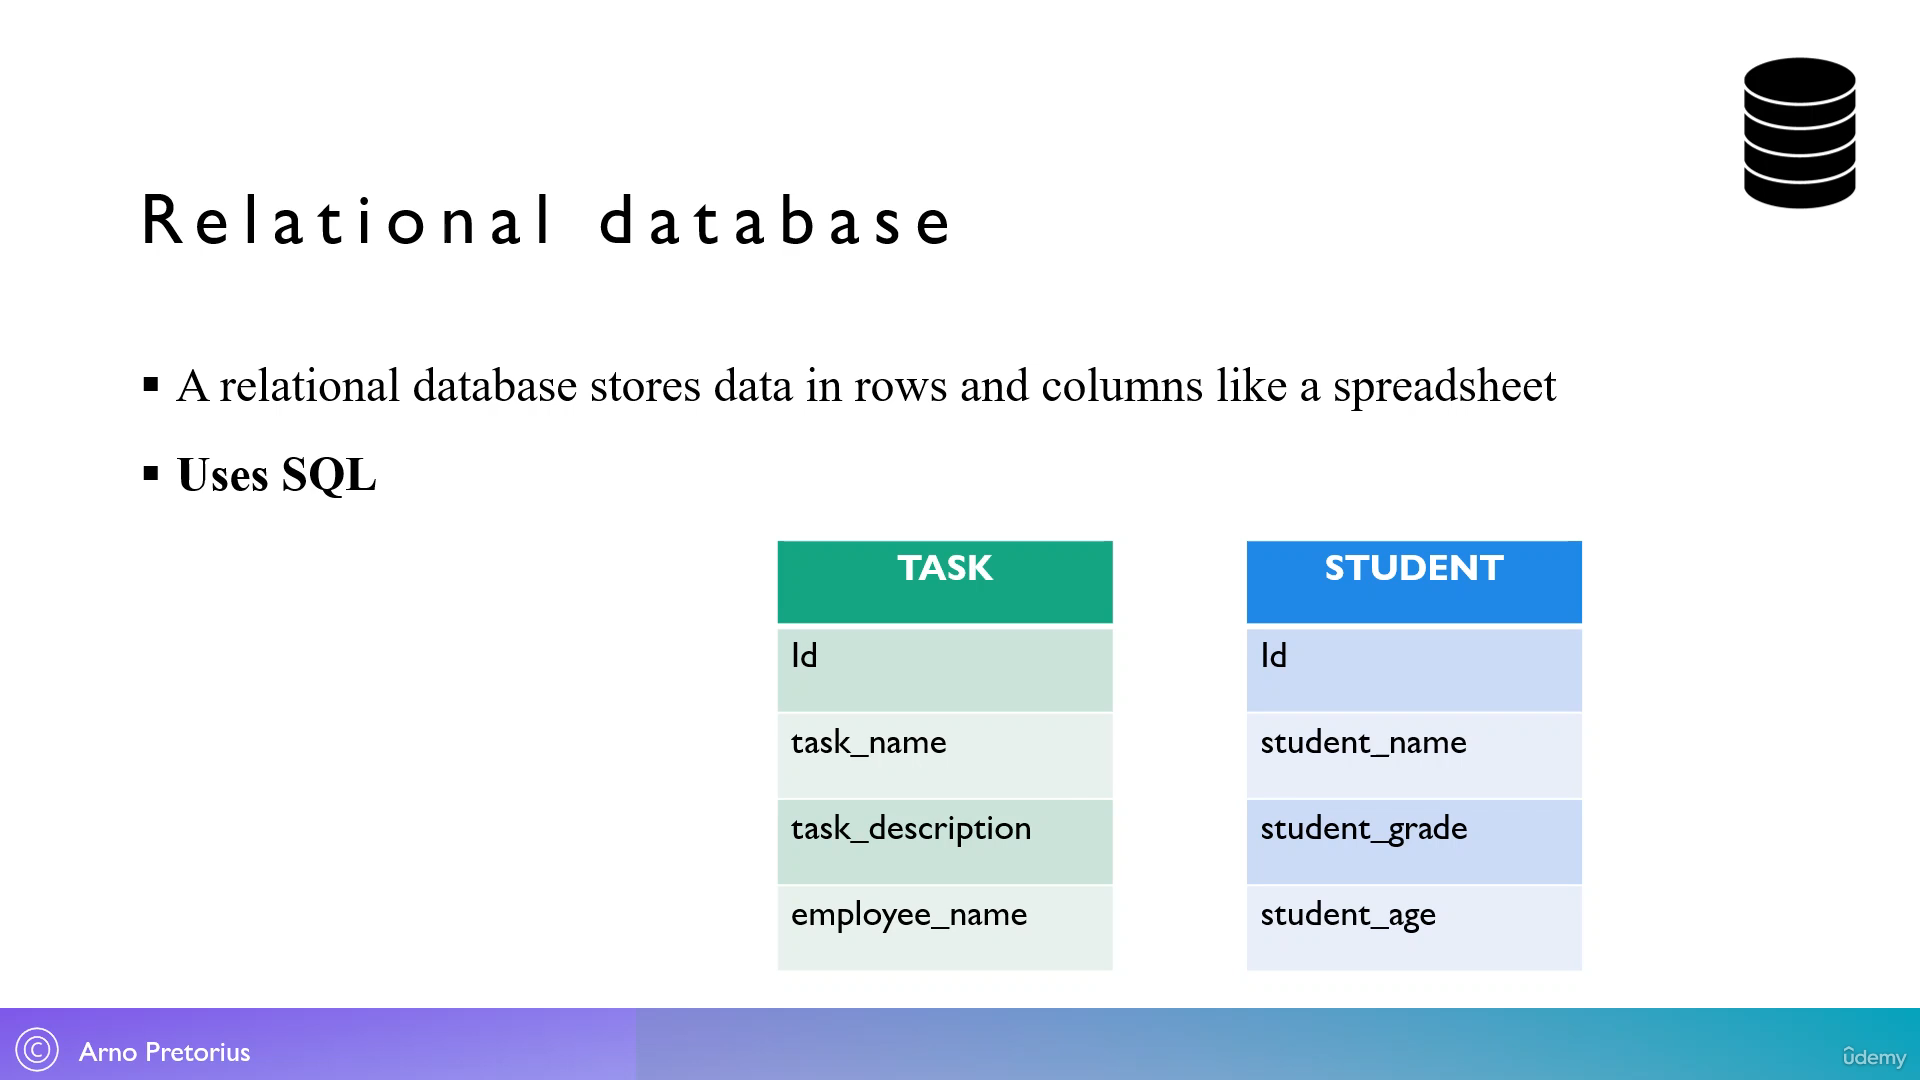 Relational database
▪ A relational database stores data in rows and columns like a spreadsheet
▪ Uses SQL
TASK
Id
task_name
task_description
employee_name
STUDENT
Id
student_name
student_grade
student_age
© Arno Pretorius
ûdemy